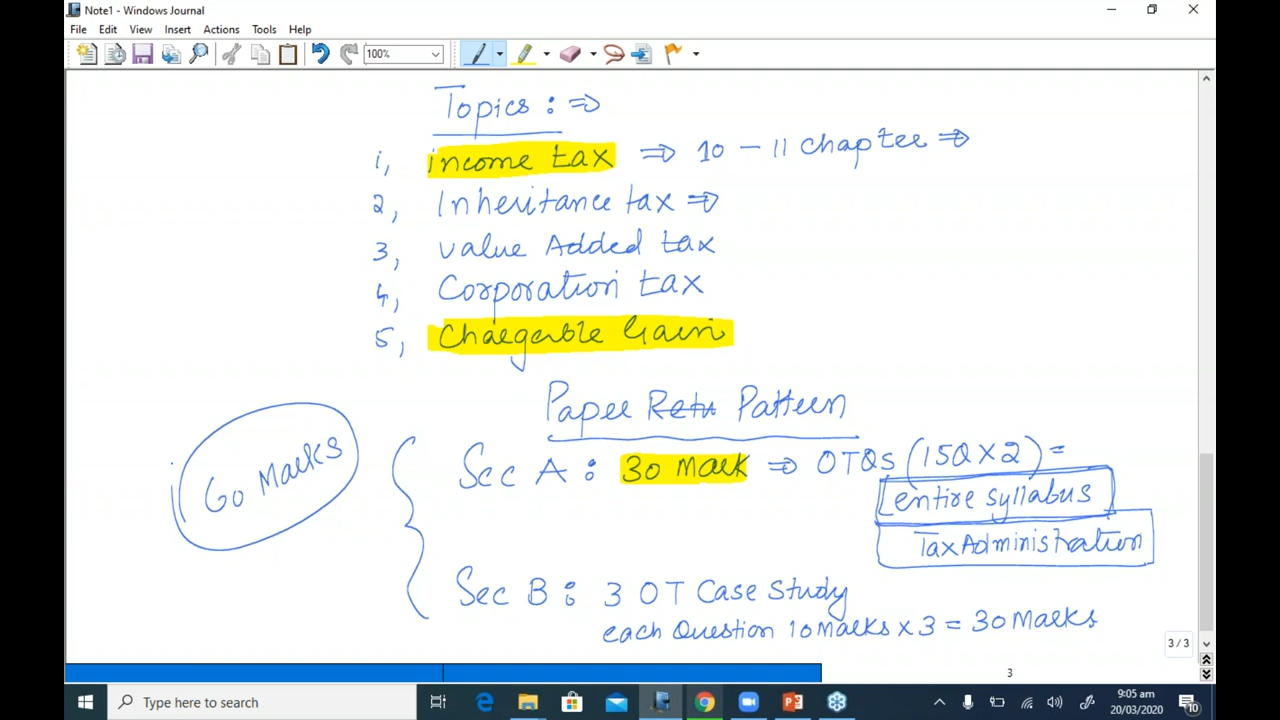 Note1 - Windows Journal
File Edit View Insert Actions Tools Help
100%
Topics : ⇒
1, income tax ⇒ 10 - 11 Chapter ⇒
2, Inheritance tax ⇒
3, value Added tax
4, Corporation tax
5, Chargeable Gain
Paper Retu Pattern
60 Marks
Sec A : 30 Mark ⇒ OTQs (15Q X 2) =
entire syllabus
Tax Administration
Sec B : 3 OT Case Study
each Question 10 Marks x 3 = 30 Marks
3 / 3
3
Type here to search
9:05 am
20/03/2020
10